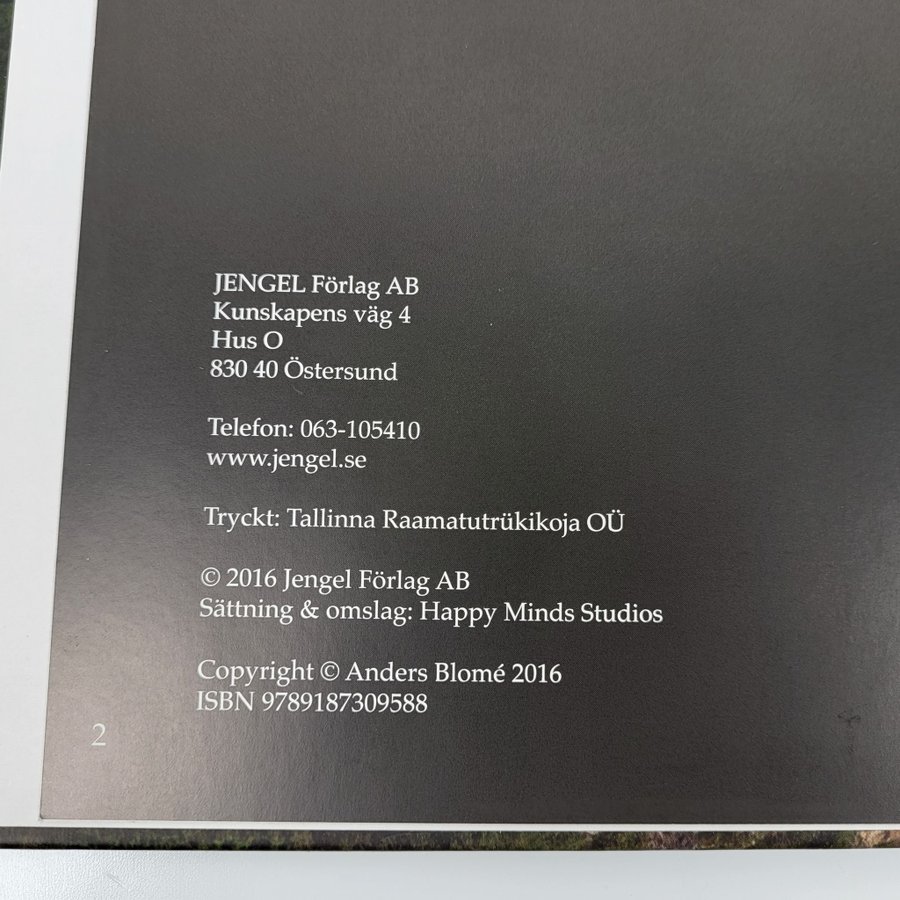 JENGEL Förlag AB
Kunskapens väg 4
Hus O
830 40 Östersund
Telefon: 063-105410
www.jengel.se
Tryckt: Tallinna Raamatutrükikoja OÜ
© 2016 Jengel Förlag AB
Sättning & omslag: Happy Minds Studios
Copyright © Anders Blomé 2016
ISBN 9789187309588
2